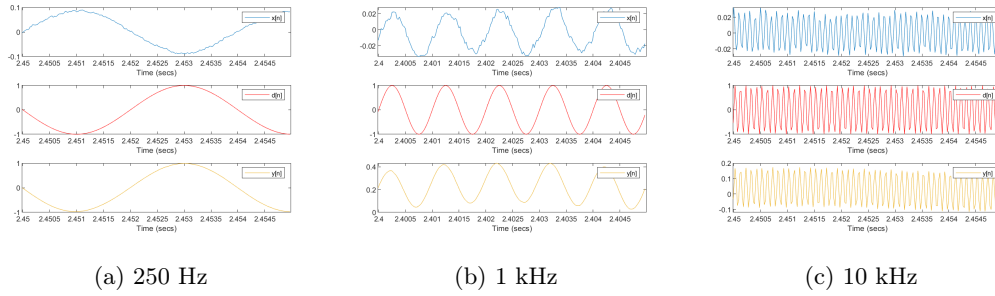 0.1
0
-0.1
x[n]
2.45 2.4505 2.451 2.4515 2.452 2.4525 2.453 2.4535 2.454 2.4545
Time (secs)
1
0
-1
d[n]
2.45 2.4505 2.451 2.4515 2.452 2.4525 2.453 2.4535 2.454 2.4545
Time (secs)
1
0
-1
y[n]
2.45 2.4505 2.451 2.4515 2.452 2.4525 2.453 2.4535 2.454 2.4545
Time (secs)
(a) 250 Hz
0.02
0
-0.02
x[n]
2.4 2.4005 2.401 2.4015 2.402 2.4025 2.403 2.4035 2.404 2.4045
Time (secs)
1
0
-1
d[n]
2.4 2.4005 2.401 2.4015 2.402 2.4025 2.403 2.4035 2.404 2.4045
Time (secs)
0.4
0.2
0
y[n]
2.4 2.4005 2.401 2.4015 2.402 2.4025 2.403 2.4035 2.404 2.4045
Time (secs)
(b) 1 kHz
0.02
0
-0.02
x[n]
2.45 2.4505 2.451 2.4515 2.452 2.4525 2.453 2.4535 2.454 2.4545
Time (secs)
1
0
-1
d[n]
2.45 2.4505 2.451 2.4515 2.452 2.4525 2.453 2.4535 2.454 2.4545
Time (secs)
0.2
0.1
0
-0.1
y[n]
2.45 2.4505 2.451 2.4515 2.452 2.4525 2.453 2.4535 2.454 2.4545
Time (secs)
(c) 10 kHz